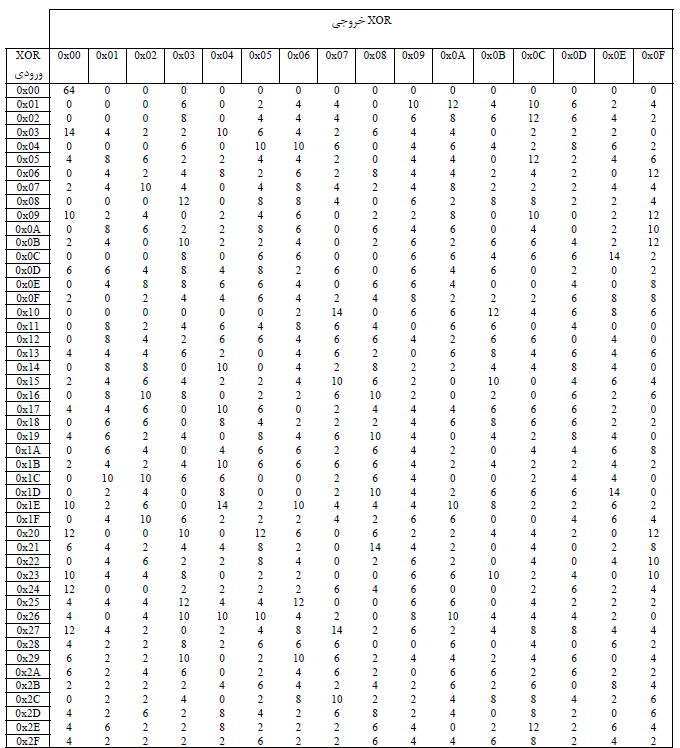 XOR خروجی
XOR ورودی 0x00 0x01 0x02 0x03 0x04 0x05 0x06 0x07 0x08 0x09 0x0A 0x0B 0x0C 0x0D 0x0E 0x0F
0x00 64 0 0 0 0 0 0 0 0 0 0 0 0 0 0 0
0x01 0 0 0 6 0 2 4 4 0 10 12 4 10 6 2 4
0x02 0 0 0 8 0 4 4 4 0 6 8 6 12 6 4 2
0x03 14 4 2 2 10 6 4 2 6 4 4 0 2 2 2 0
0x04 0 0 0 6 0 10 10 6 0 4 6 4 2 8 6 2
0x05 4 8 6 2 2 4 4 2 0 4 4 0 12 2 4 6
0x06 0 4 2 4 8 2 6 2 8 4 4 2 4 2 0 12
0x07 2 4 10 4 0 4 8 4 2 4 8 2 2 2 4 4
0x08 0 0 0 12 0 8 8 4 0 6 2 8 8 2 2 4
0x09 10 2 4 0 2 4 6 0 2 2 8 0 10 0 2 12
0x0A 0 8 6 2 2 8 6 0 6 4 6 0 4 0 2 10
0x0B 2 4 0 10 2 2 4 0 2 6 2 6 6 4 2 12
0x0C 0 0 0 8 0 6 6 0 0 6 6 4 6 6 14 2
0x0D 6 6 4 8 4 8 2 6 0 6 4 6 0 2 0 2
0x0E 0 4 8 8 6 6 4 0 6 6 4 0 0 4 0 8
0x0F 2 0 2 4 4 6 4 2 4 8 2 2 2 6 8 8
0x10 0 0 0 0 0 0 2 14 0 6 6 12 4 6 8 6
0x11 0 8 2 4 6 4 8 6 4 0 6 6 0 4 0 0
0x12 0 8 4 2 6 6 4 6 6 4 2 6 6 0 4 0
0x13 4 4 4 6 2 0 4 6 2 0 6 8 4 6 4 6
0x14 0 8 8 0 10 0 4 2 8 2 2 4 4 8 4 0
0x15 2 4 6 4 2 2 4 10 6 2 0 10 0 4 6 4
0x16 0 8 10 8 0 2 2 6 10 2 0 2 0 6 2 6
0x17 4 4 6 0 10 6 0 2 4 4 4 6 6 6 2 0
0x18 0 6 6 0 8 4 2 2 2 4 6 8 6 6 2 2
0x19 4 6 2 4 0 8 4 6 10 4 0 4 2 8 4 0
0x1A 0 6 4 0 4 6 6 2 6 4 2 0 4 4 6 8
0x1B 2 4 2 4 10 6 6 6 6 4 2 4 2 2 4 2
0x1C 0 10 10 6 6 0 0 2 6 4 0 0 2 4 4 0
0x1D 0 2 4 0 8 0 0 2 10 4 2 6 6 6 14 0
0x1E 10 2 6 0 14 2 10 4 4 4 10 8 2 2 6 2
0x1F 0 4 10 6 2 2 2 4 2 6 6 0 0 4 6 4
0x20 12 0 0 10 0 12 6 0 6 2 2 4 4 2 0 12
0x21 6 4 2 4 4 8 2 0 14 4 2 0 4 0 2 8
0x22 0 4 6 2 2 8 4 0 2 6 2 0 4 0 4 10
0x23 10 4 4 8 0 2 2 0 0 6 6 10 2 4 0 10
0x24 12 0 0 2 2 2 2 6 4 6 0 0 2 6 2 4
0x25 4 4 4 12 4 4 12 0 0 6 6 0 4 2 2 2
0x26 4 0 4 10 10 10 4 2 0 8 10 4 4 4 2 0
0x27 12 4 2 0 2 4 8 14 2 6 2 4 8 8 4 4
0x28 4 2 2 8 2 6 6 6 0 0 6 0 4 0 6 2
0x29 6 2 2 10 0 2 10 6 2 4 4 2 4 6 0 4
0x2A 6 2 4 6 0 2 4 6 2 0 6 6 2 6 2 2
0x2B 2 2 2 2 4 6 4 2 4 2 6 2 6 0 8 4
0x2C 0 2 2 4 0 2 8 10 2 2 4 8 8 4 2 6
0x2D 4 2 6 2 8 4 2 6 8 2 4 0 8 2 0 6
0x2E 4 6 2 2 8 2 2 2 6 4 0 2 12 2 6 4
0x2F 4 2 2 2 2 6 2 2 6 4 4 6 8 2 4 2